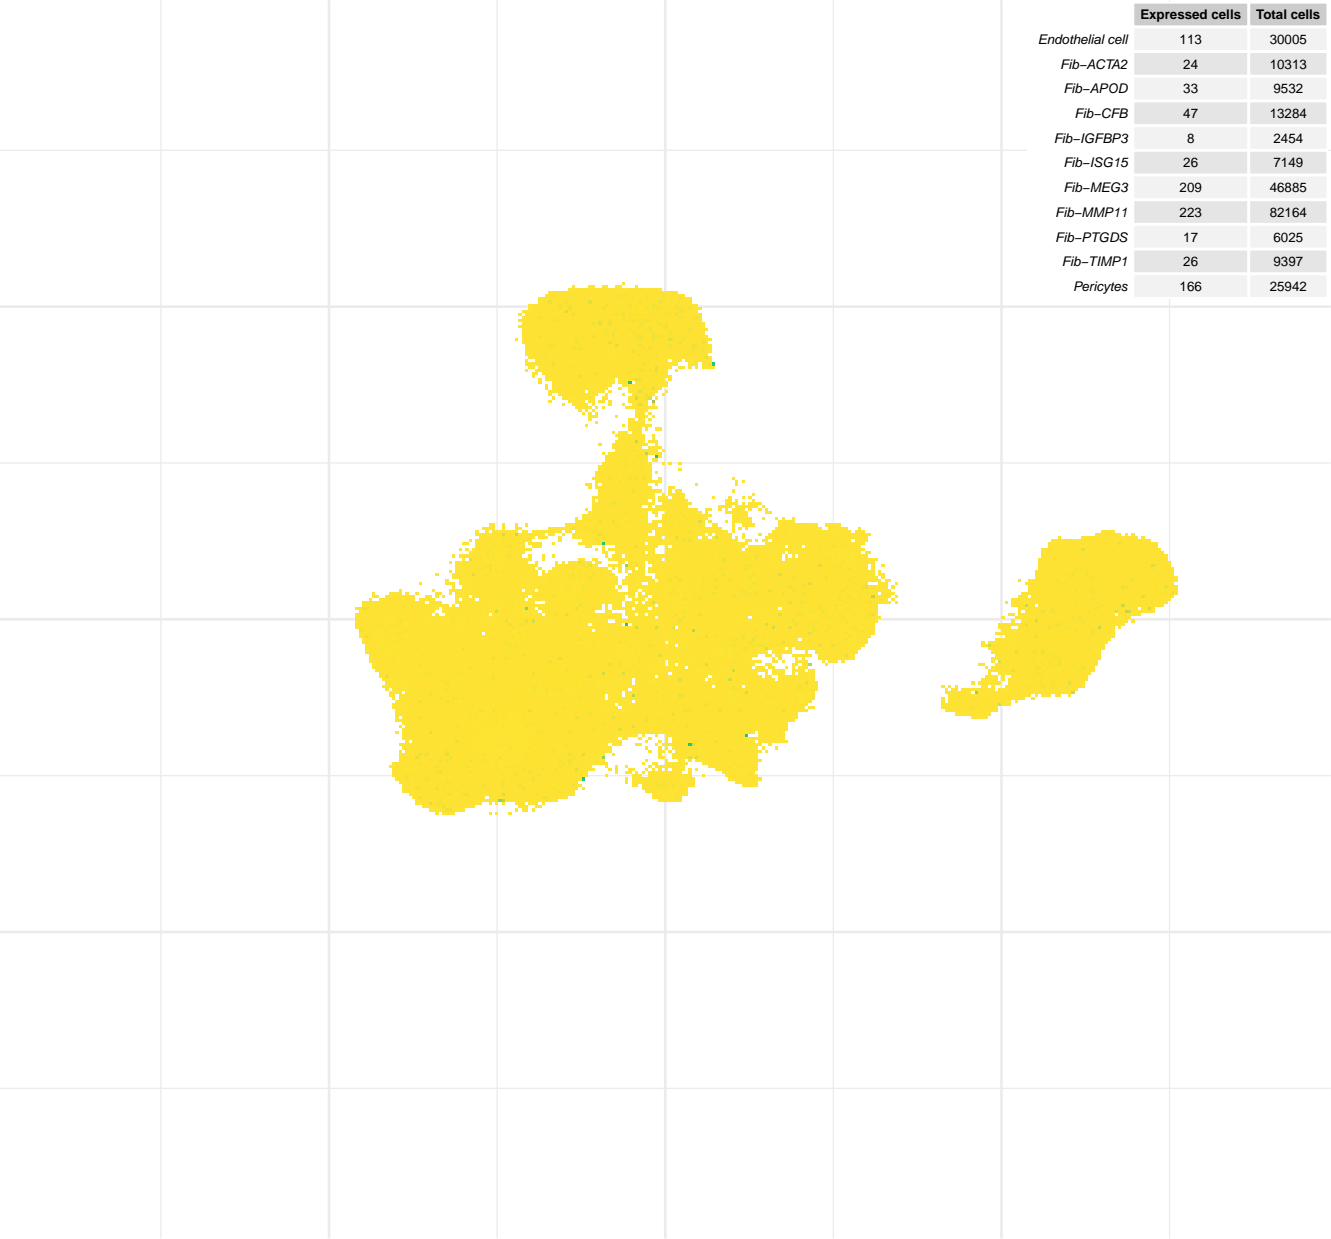 Expressed cells Total cells
Endothelial cell 113 30005
Fib−ACTA2 24 10313
Fib−APOD 33 9532
Fib−CFB 47 13284
Fib−IGFBP3 8 2454
Fib−ISG15 26 7149
Fib−MEG3 209 46885
Fib−MMP11 223 82164
Fib−PTGDS 17 6025
Fib−TIMP1 26 9397
Pericytes 166 25942